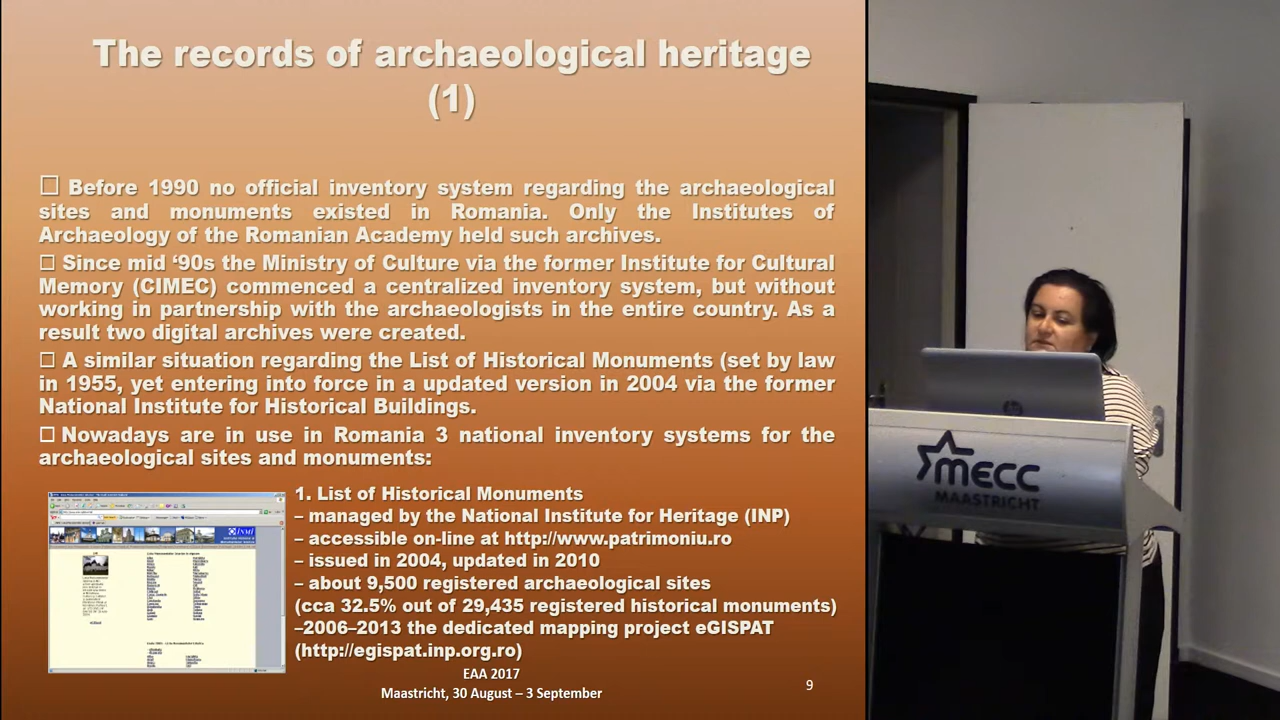 The records of archaeological heritage
(1)
☐ Before 1990 no official inventory system regarding the archaeological
sites and monuments existed in Romania. Only the Institutes of
Archaeology of the Romanian Academy held such archives.
☐ Since mid ‘90s the Ministry of Culture via the former Institute for Cultural
Memory (CIMEC) commenced a centralized inventory system, but without
working in partnership with the archaeologists in the entire country. As a
result two digital archives were created.
☐ A similar situation regarding the List of Historical Monuments (set by law
in 1955, yet entering into force in a updated version in 2004 via the former
National Institute for Historical Buildings.
☐ Nowadays are in use in Romania 3 national inventory systems for the
archaeological sites and monuments:
1. List of Historical Monuments
– managed by the National Institute for Heritage (INP)
– accessible on-line at http://www.patrimoniu.ro
– issued in 2004, updated in 2010
– about 9,500 registered archaeological sites
(cca 32.5% out of 29,435 registered historical monuments)
–2006–2013 the dedicated mapping project eGISPAT
(http://egispat.inp.org.ro)
EAA 2017
Maastricht, 30 August – 3 September
9
mecc
MAASTRICHT
hp